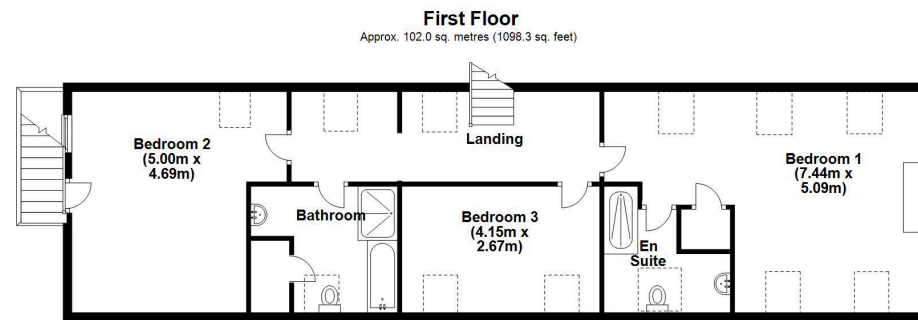 First Floor
Approx. 102.0 sq. metres (1098.3 sq. feet)
Bedroom 2
(5.00m x
4.69m)
Landing
Bedroom 1
(7.44m x
5.09m)
Bathroom
Bedroom 3
(4.15m x
2.67m)
En
Suite